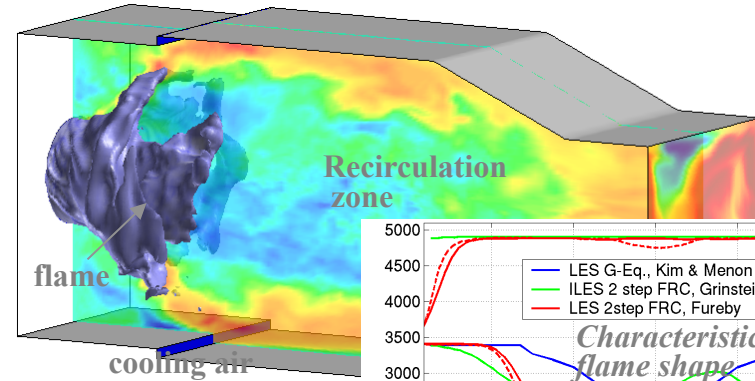 Recirculation
zone
flame
cooling air
5000
4500
4000
3500
3000
LES G-Eq., Kim & Menon
ILES 2 step FRC, Grinstei
LES 2step FRC, Fureby
Characteristic
flame shape